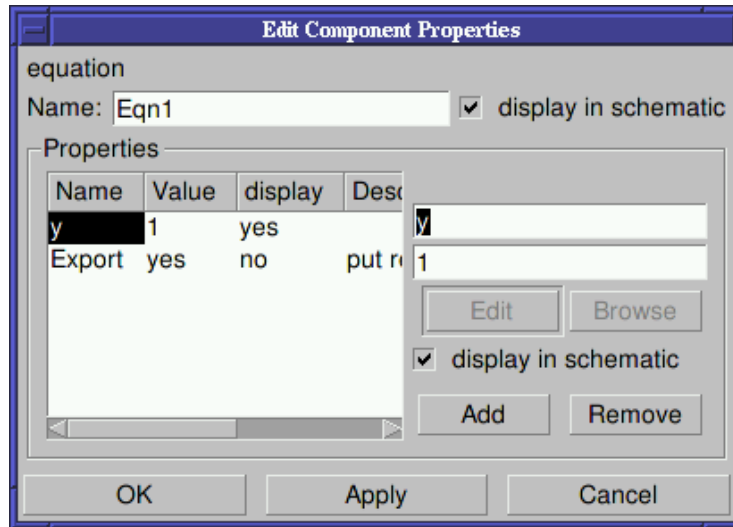 Edit Component Properties
equation
Name: Eqn1 display in schematic
Properties
Name Value display
y 1 yes
Export yes no put
y
1
Edit Browse
display in schematic
Add Remove
OK Apply Cancel